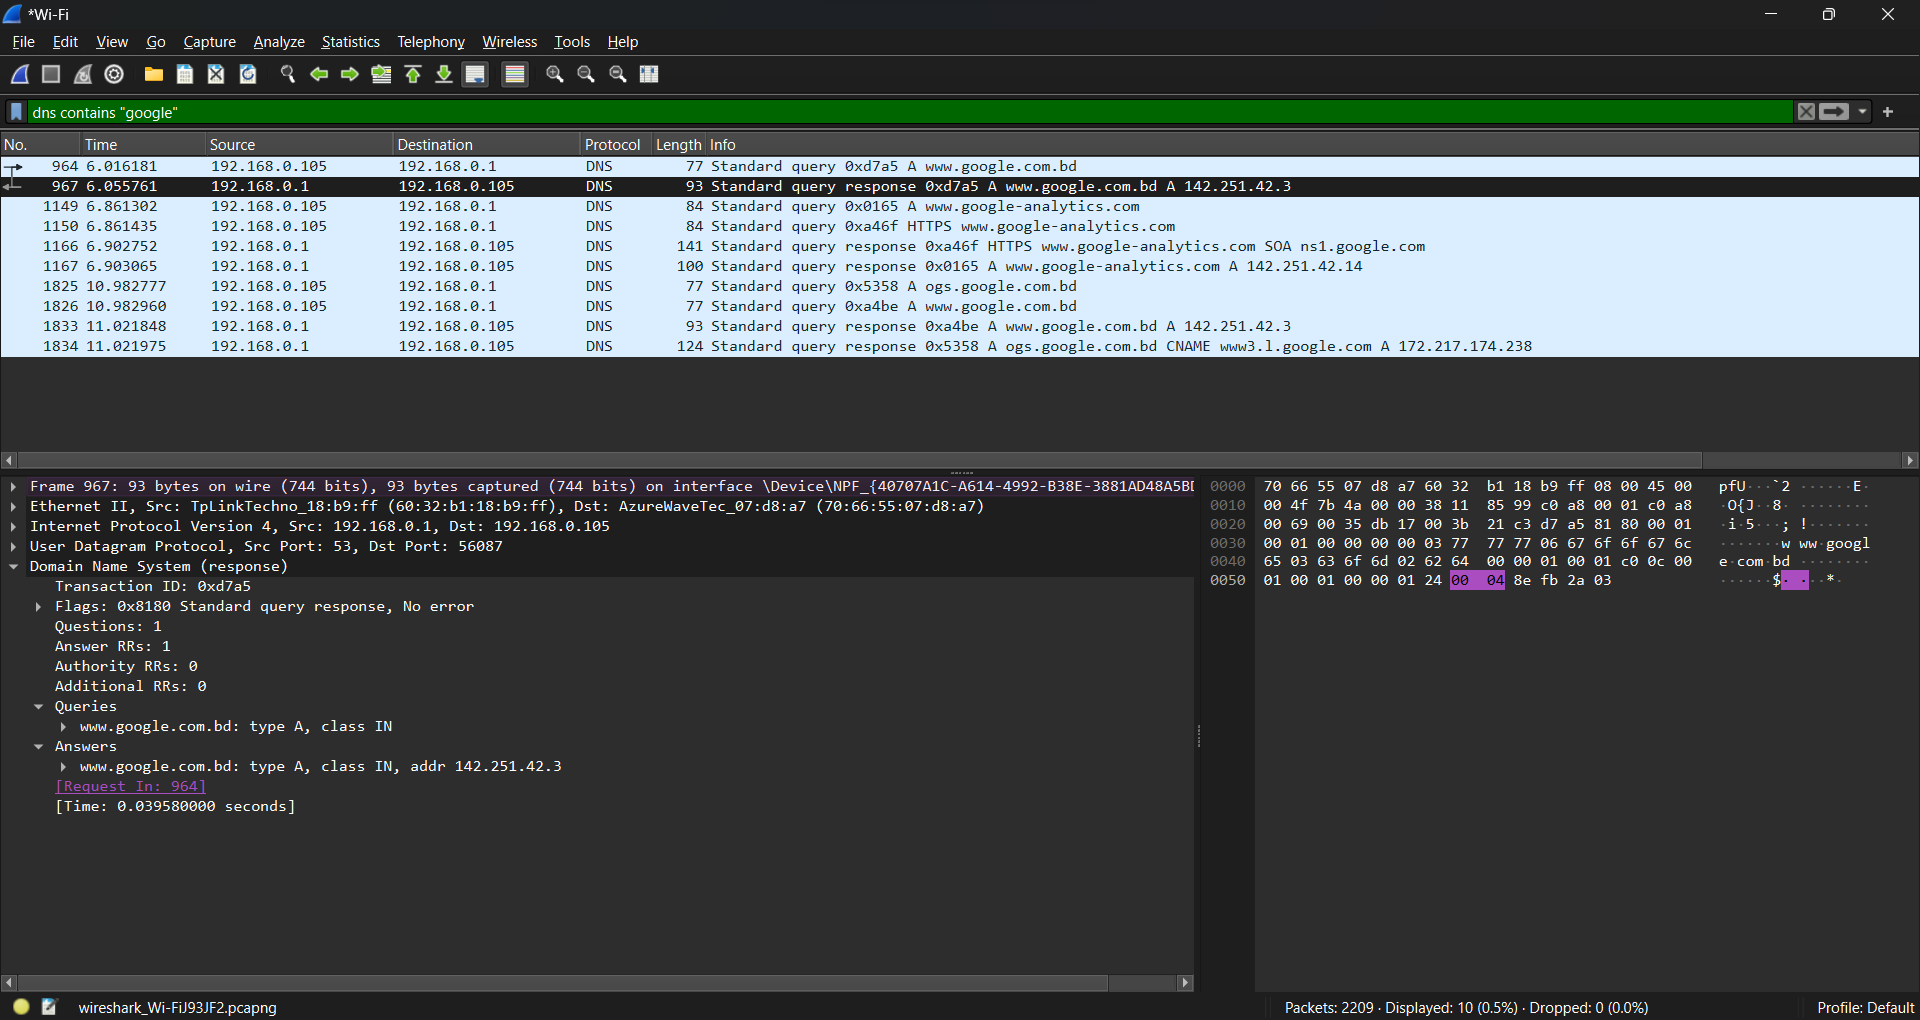 *Wi-Fi
File Edit View Go Capture Analyze Statistics Telephony Wireless Tools Help
dns contains "google"
No. Time Source Destination Protocol Length Info
964 6.016181 192.168.0.105 192.168.0.1 DNS 77 Standard query 0xd7a5 A www.google.com.bd
967 6.055761 192.168.0.1 192.168.0.105 DNS 93 Standard query response 0xd7a5 A www.google.com.bd A 142.251.42.3
1149 6.861302 192.168.0.105 192.168.0.1 DNS 84 Standard query 0x0165 A www.google-analytics.com
1150 6.861435 192.168.0.105 192.168.0.1 DNS 84 Standard query 0xa46f HTTPS www.google-analytics.com
1166 6.902752 192.168.0.1 192.168.0.105 DNS 141 Standard query response 0xa46f HTTPS www.google-analytics.com SOA ns1.google.com
1167 6.903065 192.168.0.1 192.168.0.105 DNS 100 Standard query response 0x0165 A www.google-analytics.com A 142.251.42.14
1825 10.982777 192.168.0.105 192.168.0.1 DNS 77 Standard query 0x5358 A ogs.google.com.bd
1826 10.982960 192.168.0.105 192.168.0.1 DNS 77 Standard query 0xa4be A www.google.com.bd
1833 11.021848 192.168.0.1 192.168.0.105 DNS 93 Standard query response 0xa4be A www.google.com.bd A 142.251.42.3
1834 11.021975 192.168.0.1 192.168.0.105 DNS 124 Standard query response 0x5358 A ogs.google.com.bd CNAME www3.l.google.com A 172.217.174.238
Frame 967: 93 bytes on wire (744 bits), 93 bytes captured (744 bits) on interface \Device\NPF_{40707A1C-A614-4992-B38E-3881AD48A5BD
Ethernet II, Src: TpLinkTechno_18:b9:ff (60:32:b1:18:b9:ff), Dst: AzureWaveTec_07:d8:a7 (70:66:55:07:d8:a7)
Internet Protocol Version 4, Src: 192.168.0.1, Dst: 192.168.0.105
User Datagram Protocol, Src Port: 53, Dst Port: 56087
Domain Name System (response)
Transaction ID: 0xd7a5
Flags: 0x8180 Standard query response, No error
Questions: 1
Answer RRs: 1
Authority RRs: 0
Additional RRs: 0
Queries
www.google.com.bd: type A, class IN
Answers
www.google.com.bd: type A, class IN, addr 142.251.42.3
[Request In: 964]
[Time: 0.039580000 seconds]
0000 70 66 55 07 d8 a7 60 32 b1 18 b9 ff 08 00 45 00 pfU···`2 ······E·
0010 00 4f 7b 4a 00 00 38 11 85 99 c0 a8 00 01 c0 a8 ·O{J··8· ········
0020 00 69 00 35 db 17 00 3b 21 c3 d7 a5 81 80 00 01 ·i·5···; !·······
0030 00 01 00 00 00 00 03 77 77 77 06 67 6f 6f 67 6c ·······w ww·googl
0040 65 03 63 6f 6d 02 62 64 00 00 01 00 01 c0 0c 00 e·com·bd ········
0050 01 00 01 00 00 01 24 00 04 8e fb 2a 03 ······$· ···*·
wireshark_Wi-FiJ93JF2.pcapng
Packets: 2209 · Displayed: 10 (0.5%) · Dropped: 0 (0.0%)
Profile: Default